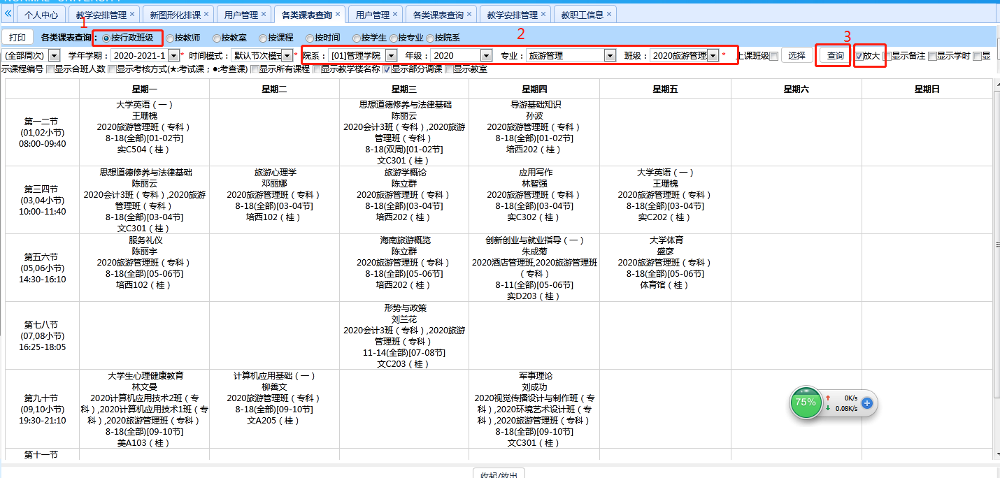 个人中心 教学安排管理 × 新图形化排课 × 用户管理 × 各类课表查询 × 用户管理 × 各类课表查询 × 教学安排管理 × 教职工信息 ×
1 2 3
打印 各类课表查询: 按行政班级 按教师 按教室 按课程 按时间 按学生 按专业 按院系
(全部周次) 学年学期: 2020-2021-1 * 时间模式: 默认节次模式 * 院系: [01]管理学院 年级: 2020 专业: 旅游管理 班级: 2020旅游管理 * 上课班级 选择 查询 放大 显示备注 显示学时 显
示课程编号 显示合班人数 显示考核方式(★:考试课；●:考查课) 显示所有课程 显示教学楼名称 显示部分调课 显示教室
星期一 星期二 星期三 星期四 星期五 星期六 星期日
第一二节
(01,02小节)
08:00-09:40
大学英语（一）
王珊槐
2020旅游管理班（专科）
8-18(全部)[01-02节]
实C504（桂）
思想道德修养与法律基础
陈丽云
2020会计3班（专科）,2020旅游
管理班（专科）
8-18(双周)[01-02节]
文C301（桂）
导游基础知识
孙波
2020旅游管理班（专科）
8-18(全部)[01-02节]
培西202（桂）
第三四节
(03,04小节)
10:00-11:40
思想道德修养与法律基础
陈丽云
2020会计3班（专科）,2020旅游
管理班（专科）
8-18(全部)[03-04节]
文C301（桂）
旅游心理学
邓丽娜
2020旅游管理班（专科）
8-18(全部)[03-04节]
培西102（桂）
旅游学概论
陈立群
2020旅游管理班（专科）
8-18(全部)[03-04节]
培西202（桂）
应用写作
林智强
2020旅游管理班（专科）
8-18(全部)[03-04节]
实C302（桂）
大学英语（一）
王珊槐
2020旅游管理班（专科）
8-18(全部)[03-04节]
实C202（桂）
第五六节
(05,06小节)
14:30-16:10
服务礼仪
陈丽宇
2020旅游管理班（专科）
8-18(全部)[05-06节]
培西102（桂）
海南旅游概览
陈立群
2020旅游管理班（专科）
8-18(全部)[05-06节]
培西202（桂）
创新创业与就业指导（一）
朱成菊
2020酒店管理班,2020旅游管理班
（专科）
8-11(全部)[05-06节]
实D203（桂）
大学体育
盛彦
2020旅游管理班（专科）
8-18(全部)[05-06节]
体育馆（桂）
第七八节
(07,08小节)
16:25-18:05
形势与政策
刘兰花
2020会计3班（专科）,2020旅游
管理班（专科）
11-14(全部)[07-08节]
文C203（桂）
第九十节
(09,10小节)
19:30-21:10
大学生心理健康教育
林文曼
2020计算机应用技术2班（专
科）,2020计算机应用技术1班（专
科）,2020旅游管理班（专科）
8-18(全部)[09-10节]
美A103（桂）
计算机应用基础（一）
柳善文
2020旅游管理班（专科）
8-18(全部)[09-10节]
文A205（桂）
军事理论
刘成功
2020视觉传播设计与制作班（专
科）,2020环境艺术设计班（专
科）,2020旅游管理班（专科）
8-18(全部)[09-10节]
文C301（桂）
75%
0K/s
0.08K/s
第十一节
收起/放出